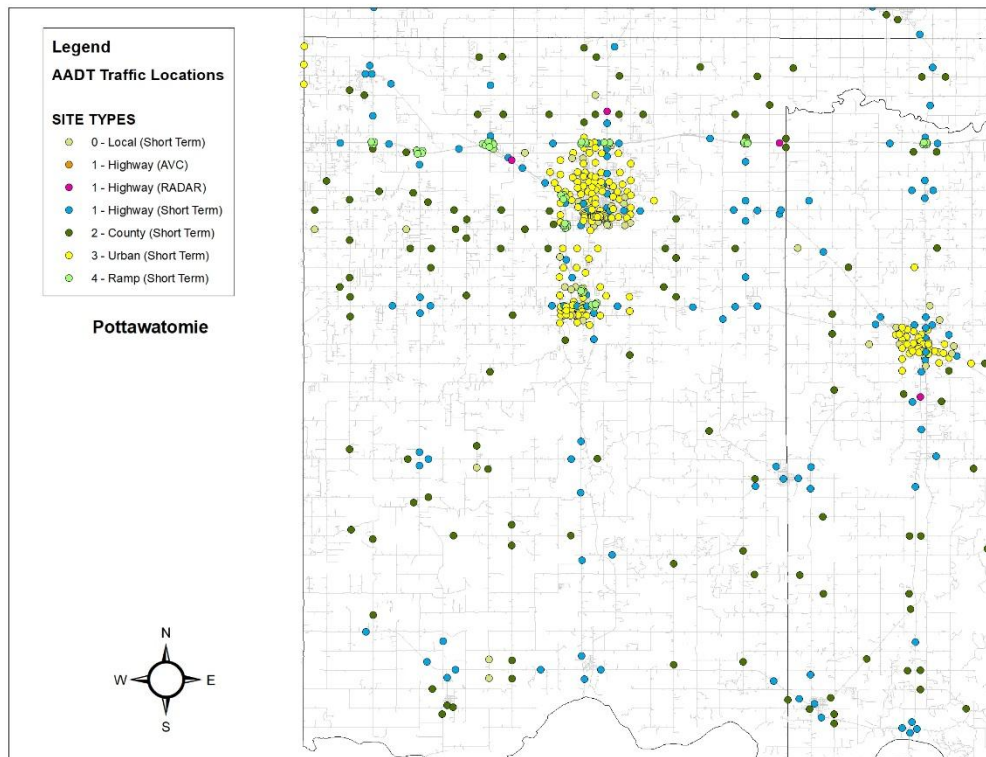 Legend
AADT Traffic Locations
SITE TYPES
0 - Local (Short Term)
1 - Highway (AVC)
1 - Highway (RADAR)
1 - Highway (Short Term)
2 - County (Short Term)
3 - Urban (Short Term)
4 - Ramp (Short Term)
Pottawatomie
N
W E
S